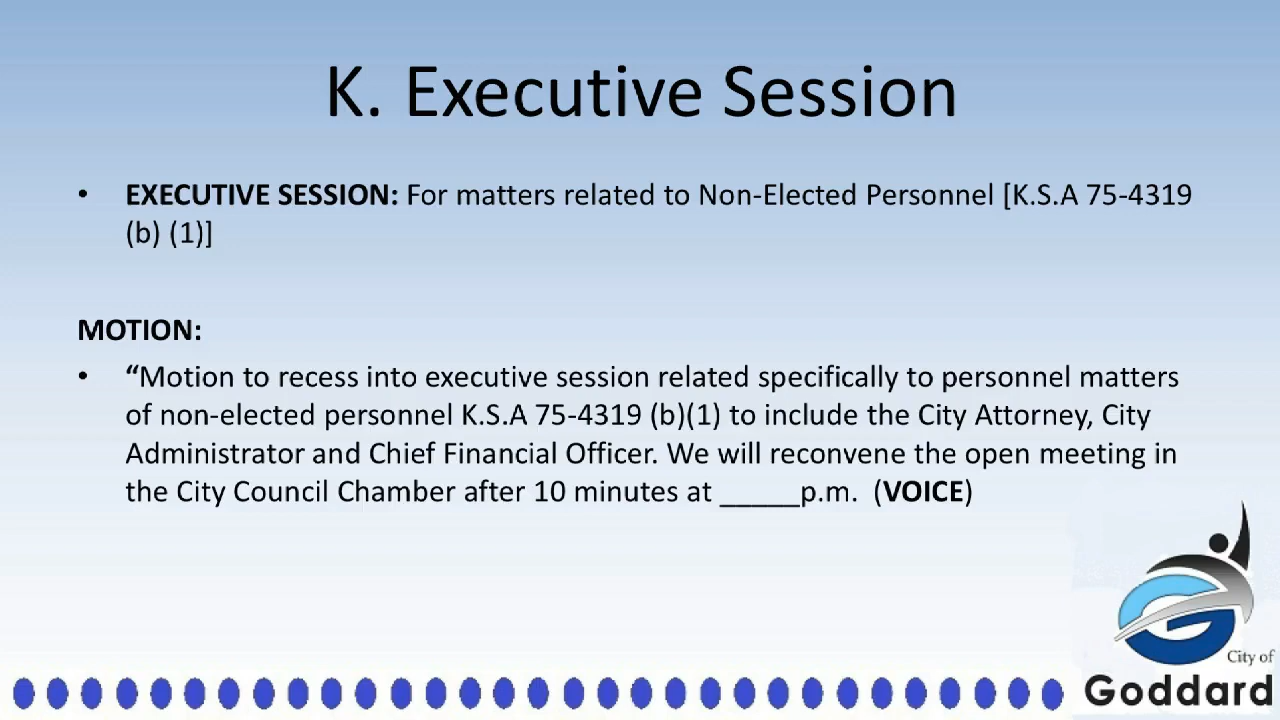 K. Executive Session
• EXECUTIVE SESSION: For matters related to Non-Elected Personnel [K.S.A 75-4319
(b) (1)]
MOTION:
• “Motion to recess into executive session related specifically to personnel matters
of non-elected personnel K.S.A 75-4319 (b)(1) to include the City Attorney, City
Administrator and Chief Financial Officer. We will reconvene the open meeting in
the City Council Chamber after 10 minutes at _____p.m. (VOICE)
City of
Goddard